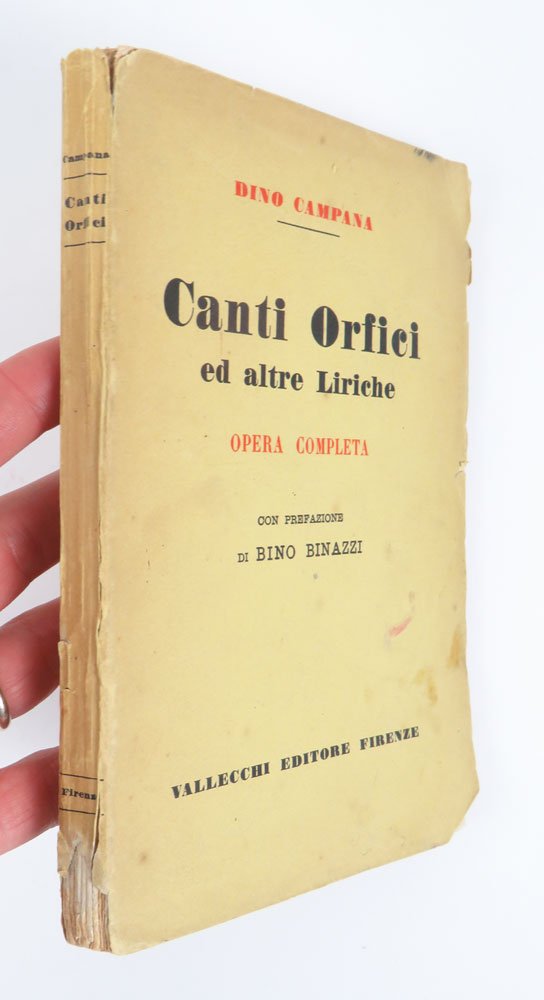 Campana
Canti
Orfici
Firenze
DINO CAMPANA
Canti Orfici
ed altre Liriche
OPERA COMPLETA
CON PREFAZIONE
DI BINO BINAZZI
VALLECCHI EDITORE FIRENZE